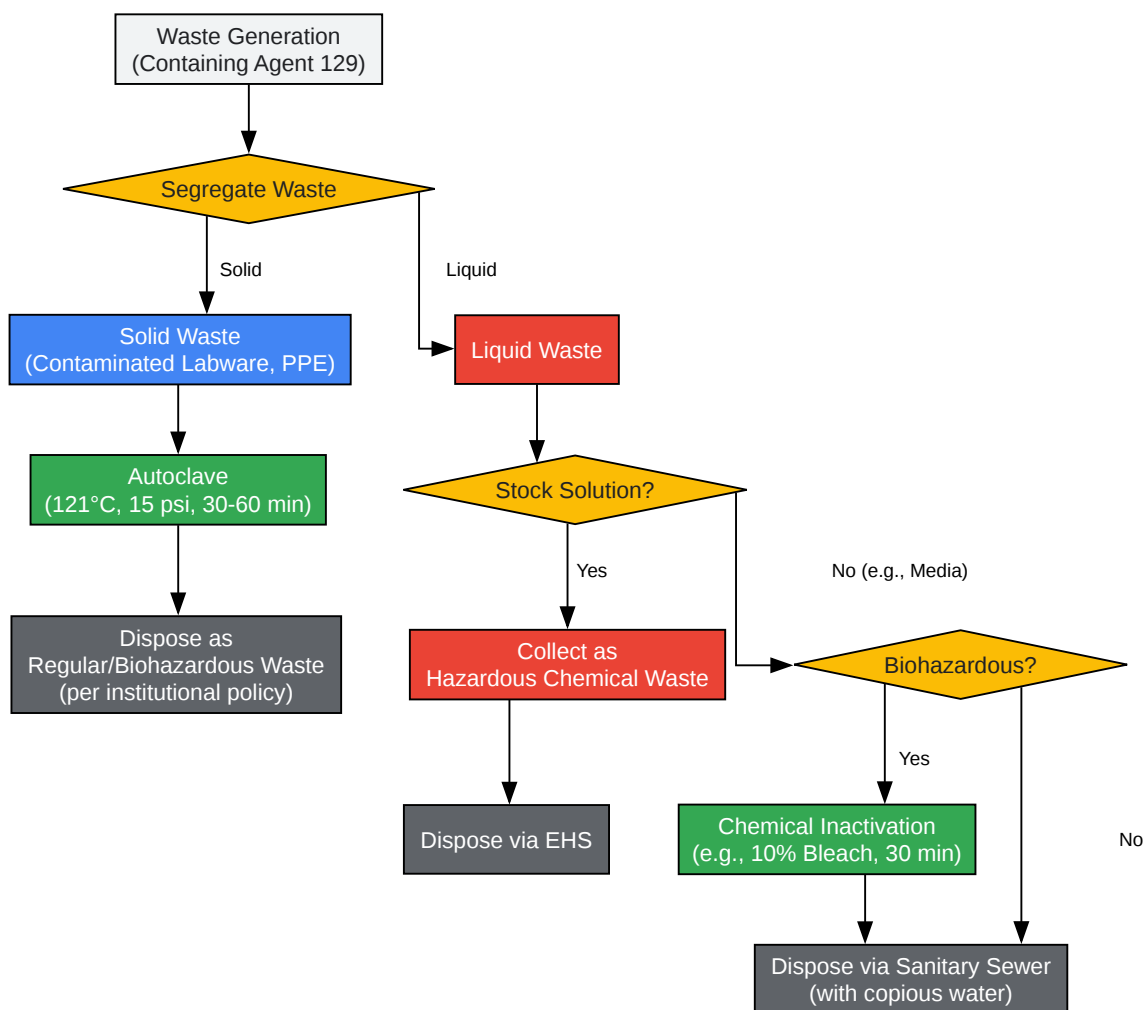 Waste Generation
(Containing Agent 129)
Segregate Waste
Solid
Liquid
Solid Waste
(Contaminated Labware, PPE)
Liquid Waste
Autoclave
(121°C, 15 psi, 30-60 min)
Stock Solution?
Yes
No (e.g., Media)
Dispose as
Regular/Biohazardous Waste
(per institutional policy)
Collect as
Hazardous Chemical Waste
Biohazardous?
Yes
No
Dispose via EHS
Chemical Inactivation
(e.g., 10% Bleach, 30 min)
Dispose via Sanitary Sewer
(with copious water)